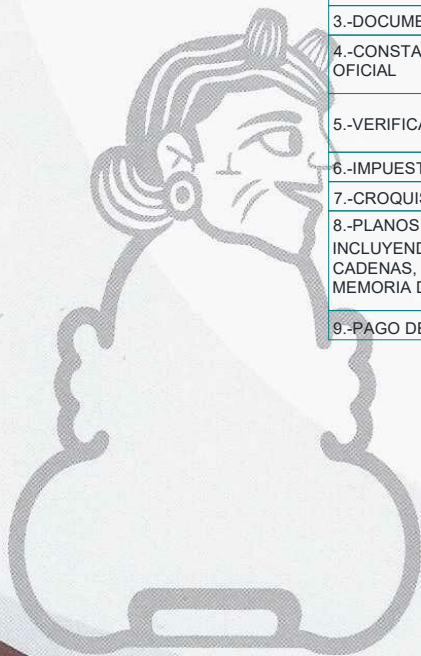 3.-DOCUME
4.-CONSTA
OFICIAL
5.-VERIFICA
6.-IMPUEST
7.-CROQUIS
8.-PLANOS
INCLUYEND
CADENAS,
MEMORIA D
9.-PAGO DE